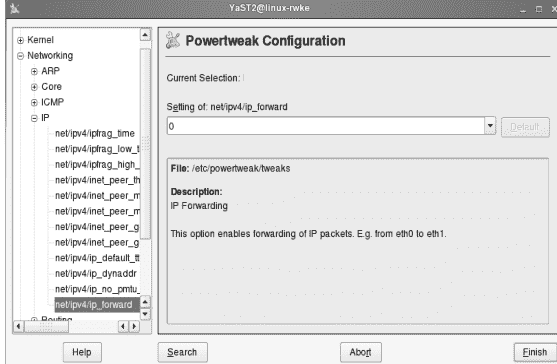 YaST2@linux-rwke
Kernel
Networking
ARP
Core
ICMP
IP
net/ipv4/ipfrag_time
net/ipv4/ipfrag_low_t
net/ipv4/ipfrag_high_
net/ipv4/inet_peer_th
net/ipv4/inet_peer_m
net/ipv4/inet_peer_m
net/ipv4/inet_peer_g
net/ipv4/inet_peer_g
net/ipv4/ip_default_tt
net/ipv4/ip_dynaddr
net/ipv4/ip_no_pmtu_
net/ipv4/ip_forward
Routing
Powertweak Configuration
Current Selection:
Setting of: net/ipv4/ip_forward
0
Default
File: /etc/powertweak/tweaks
Description:
IP Forwarding
This option enables forwarding of IP packets. E.g. from eth0 to eth1.
Help
Search
Abort
Finish